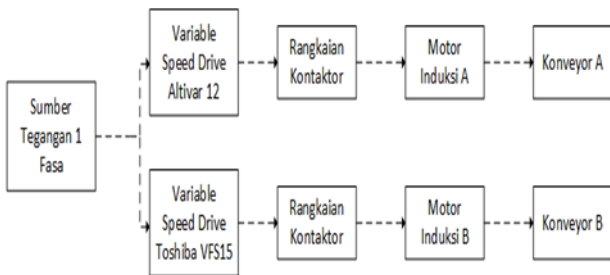 Variable
Speed Drive
Altivar 12
Rangkaian
Kontaktor
Motor
Induksi A
Konveyor A
Sumber
Tegangan 1
Fasa
Variable
Speed Drive
Toshiba VFS15
Rangkaian
Kontaktor
Motor
Induksi B
Konveyor B